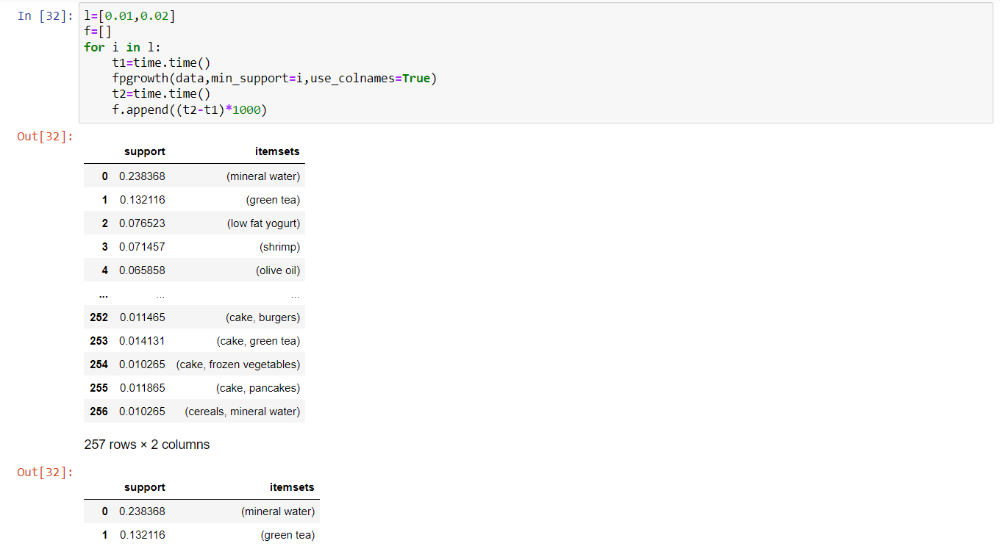 In [32]: l=[0.01,0.02]
f=[]
for i in l:
    t1=time.time()
    fpgrowth(data,min_support=i,use_colnames=True)
    t2=time.time()
    f.append((t2-t1)*1000)
Out[32]:
support itemsets
0 0.238368 (mineral water)
1 0.132116 (green tea)
2 0.076523 (low fat yogurt)
3 0.071457 (shrimp)
4 0.065858 (olive oil)
... ... ...
252 0.011465 (cake, burgers)
253 0.014131 (cake, green tea)
254 0.010265 (cake, frozen vegetables)
255 0.011865 (cake, pancakes)
256 0.010265 (cereals, mineral water)
257 rows × 2 columns
Out[32]:
support itemsets
0 0.238368 (mineral water)
1 0.132116 (green tea)